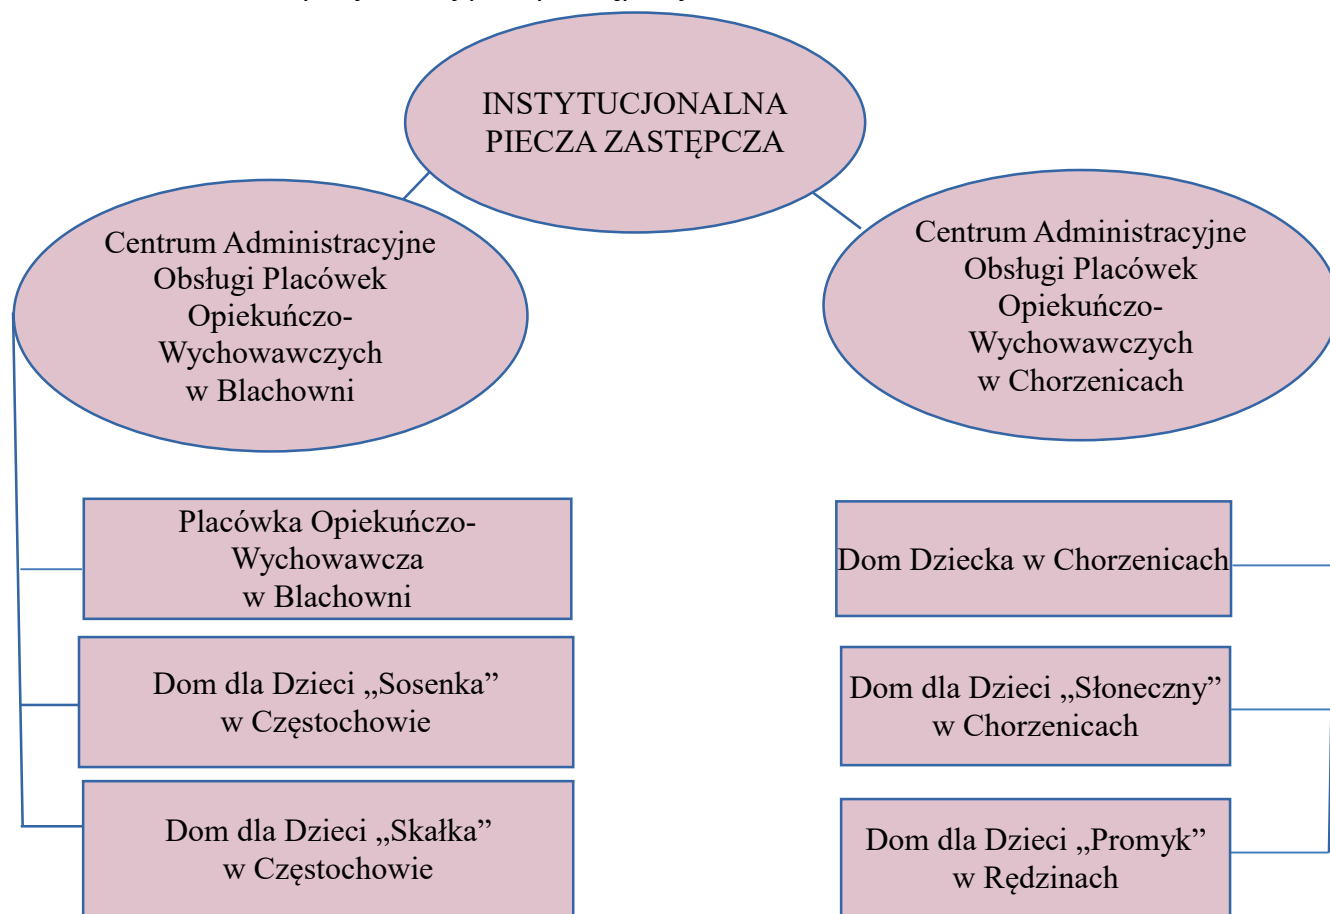 INSTYTUCJONALNA
PIECZA ZASTĘPCZA
Centrum Administracyjne
Obsługi Placówek
Opiekuńczo-
Wychowawczych
w Blachowni
Centrum Administracyjne
Obsługi Placówek
Opiekuńczo-
Wychowawczych
w Chorzenicach
Placówka Opiekuńczo-
Wychowawcza
w Blachowni
Dom dla Dzieci „Sosenka”
w Częstochowie
Dom dla Dzieci „Skałka”
w Częstochowie
Dom Dziecka w Chorzenicach
Dom dla Dzieci „Słoneczny”
w Chorzenicach
Dom dla Dzieci „Promyk”
w Rędzinach